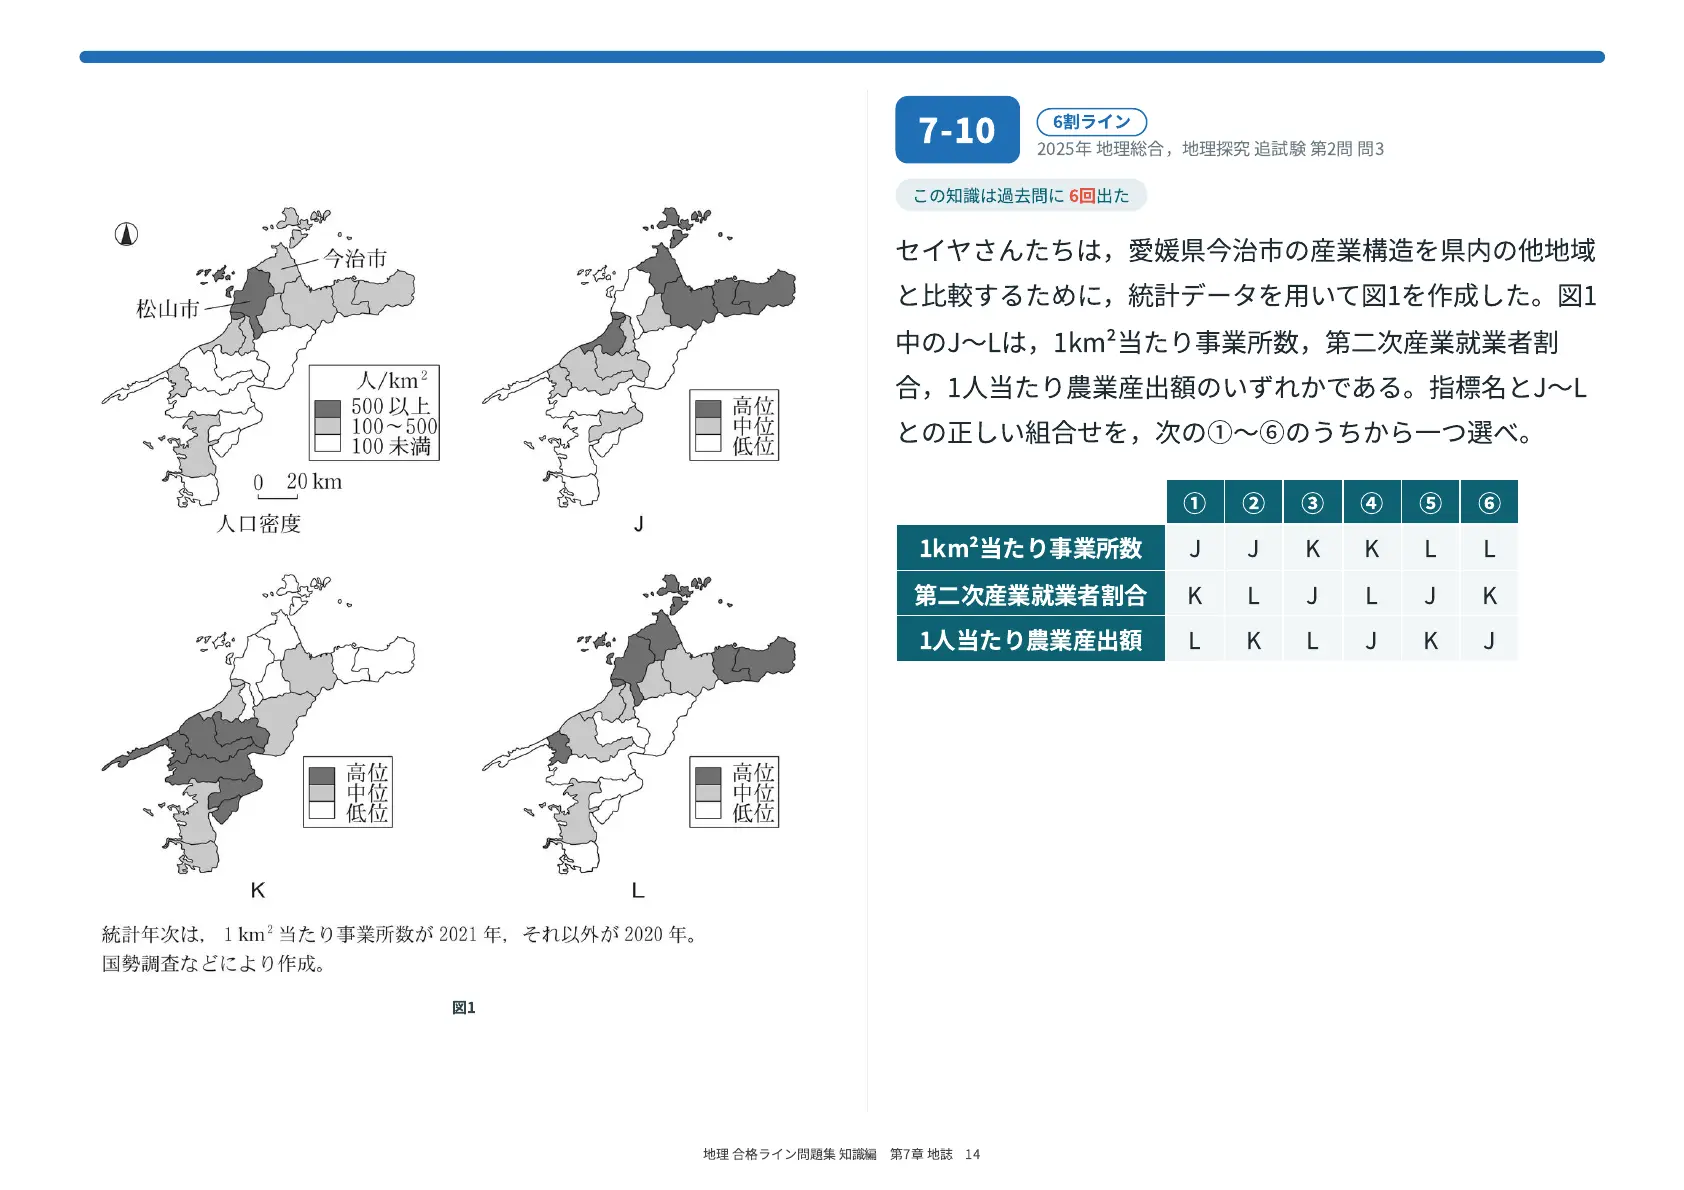 今治市
松山市
人/km²
500以上
100～500
100未満
0 20 km
人口密度
高位
中位
低位
J
高位
中位
低位
K
高位
中位
低位
L
統計年次は，1 km² 当たり事業所数が 2021 年，それ以外が 2020 年。
国勢調査などにより作成。
図1
7-10
6割ライン
2025年 地理総合，地理探究 追試験 第2問 問3
この知識は過去問に 6回出た
セイヤさんたちは，愛媛県今治市の産業構造を県内の他地域
と比較するために，統計データを用いて図1を作成した。図1
中のJ～Lは，1km²当たり事業所数，第二次産業就業者割
合，1人当たり農業産出額のいずれかである。指標名とJ～L
との正しい組合せを，次の①～⑥のうちから一つ選べ。
① ② ③ ④ ⑤ ⑥
1km²当たり事業所数 J J K K L L
第二次産業就業者割合 K L J L J K
1人当たり農業産出額 L K L J K J
地理 合格ライン問題集 知識編 第7章 地誌 14